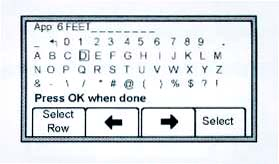 App 6 FEET_________
_ ↰ 0 1 2 3 4 5 6 7 8 9 .
A B C D E F G H I J K L M
N O P Q R S T U V W X Y Z
& - \ / " # @ ( ) % $ ? !
Press OK when done
Select Row ← → Select